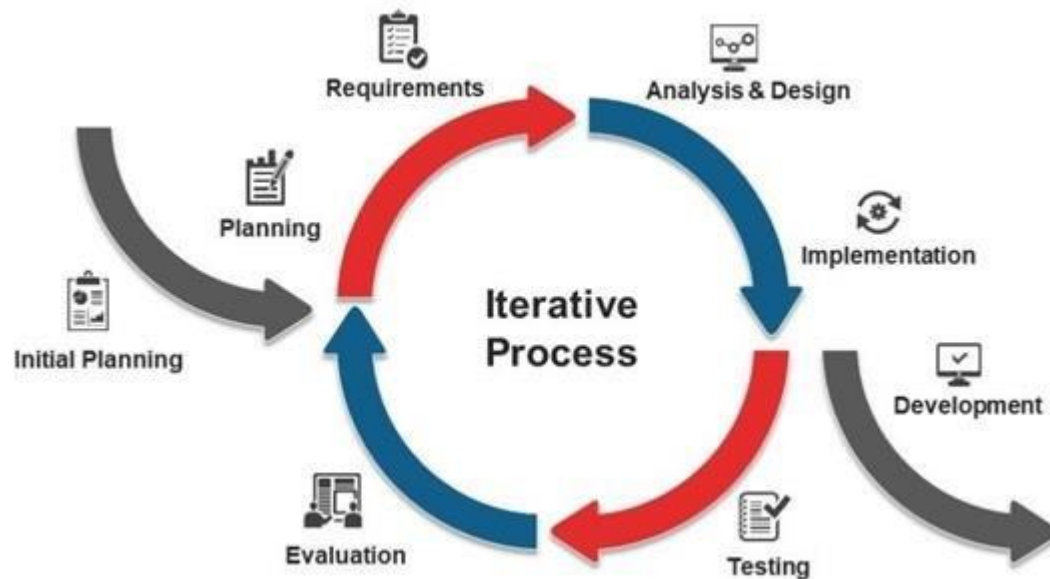 Requirements
Analysis & Design
Planning
Implementation
Iterative
Process
Initial Planning
Development
Evaluation
Testing